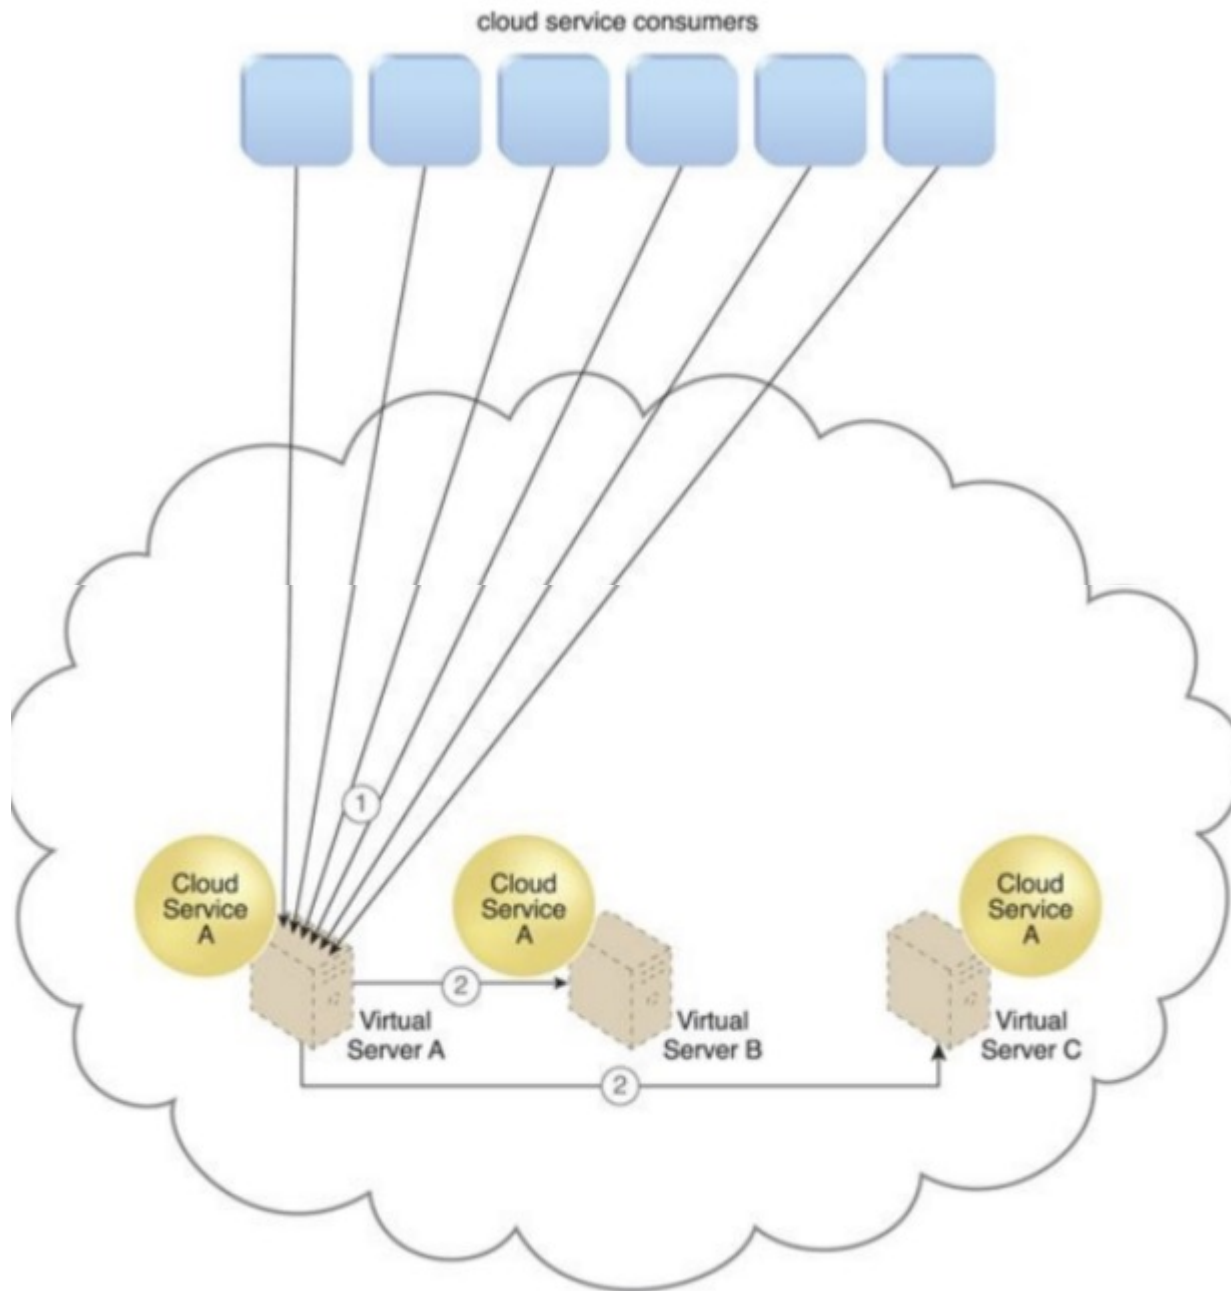 cloud service consumers
1
Cloud
Service
A
Cloud
Service
A
Cloud
Service
A
2
Virtual
Server A
Virtual
Server B
Virtual
Server C
2